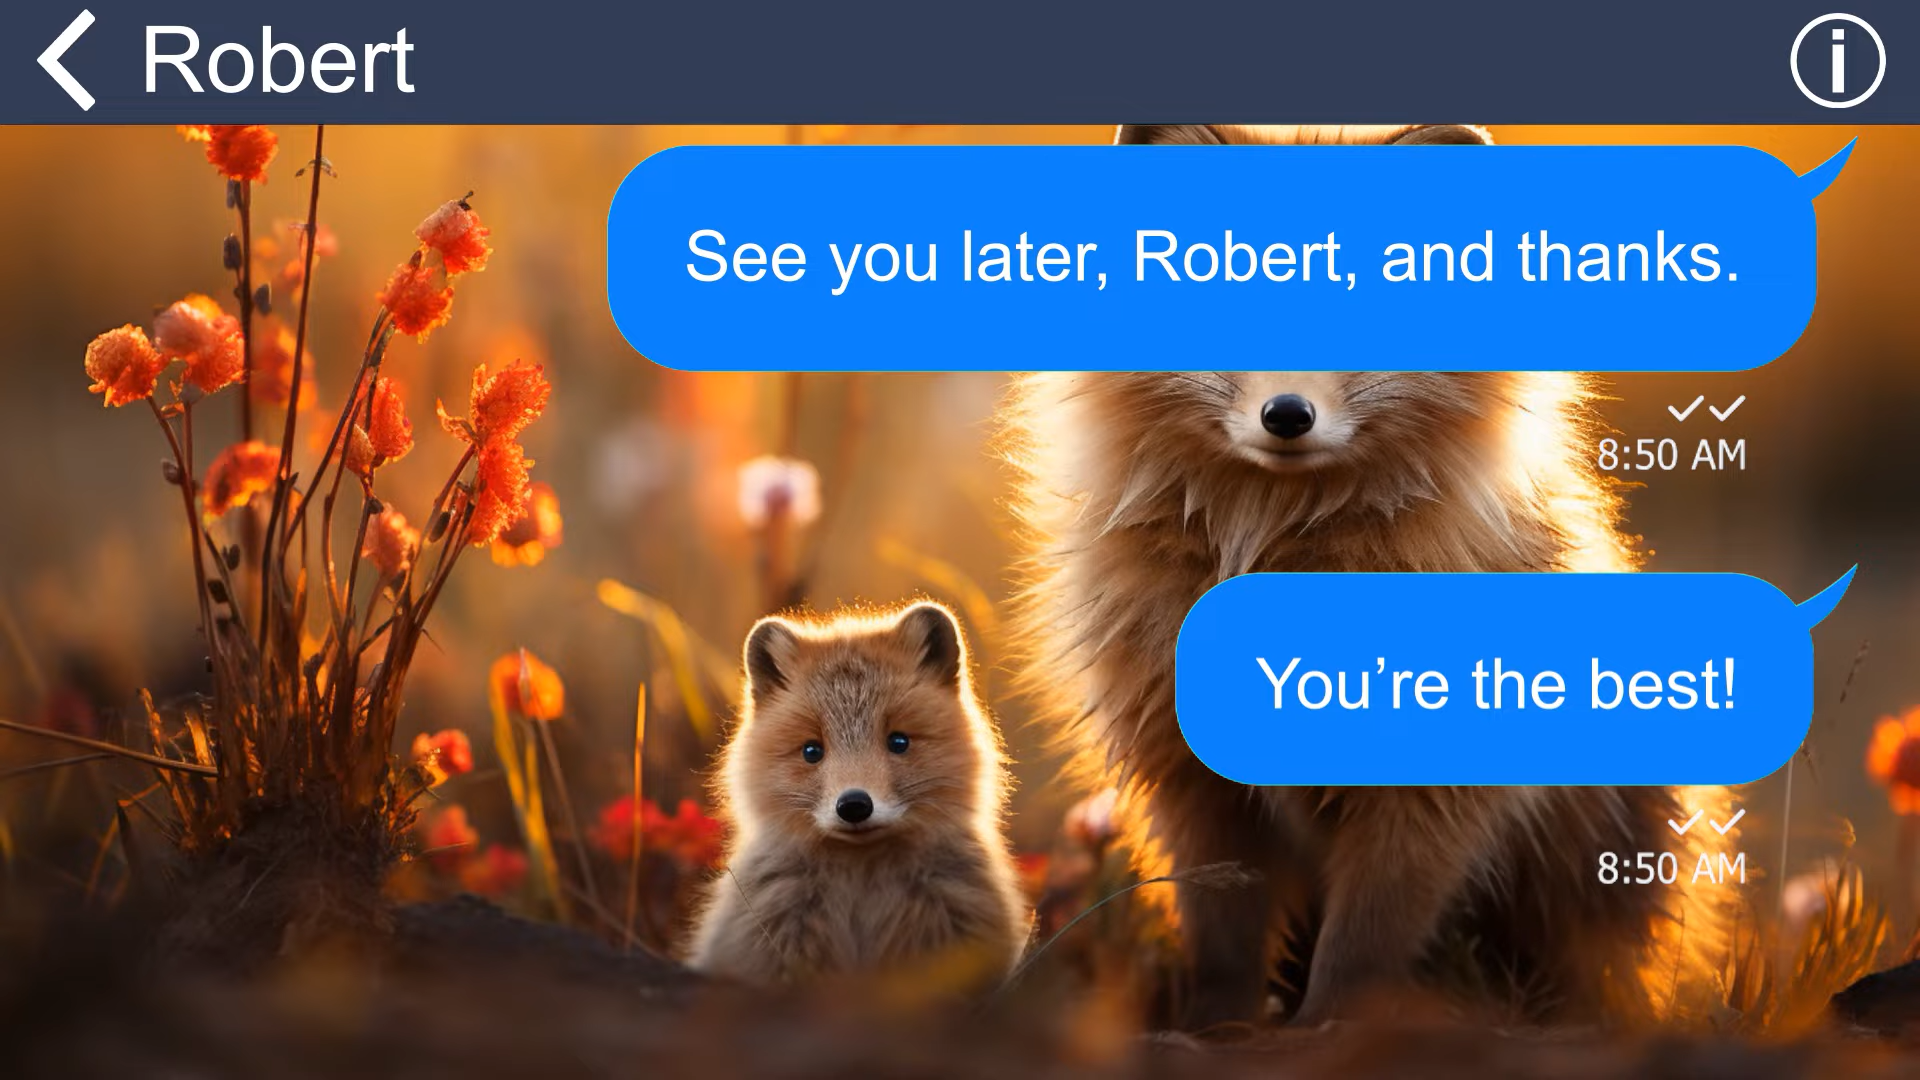 Robert
See you later, Robert, and thanks.
8:50 AM
You’re the best!
8:50 AM